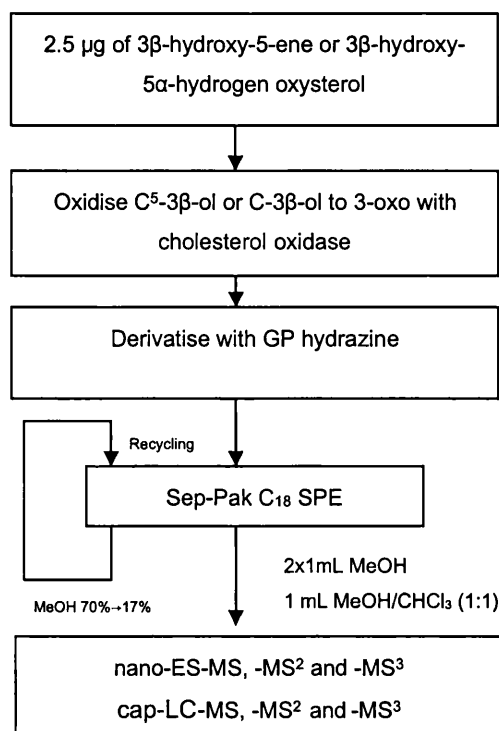 2.5 µg of 3β-hydroxy-5-ene or 3β-hydroxy-
5α-hydrogen oxysterol
Oxidise C⁵-3β-ol or C-3β-ol to 3-oxo with
cholesterol oxidase
Derivatise with GP hydrazine
Recycling
Sep-Pak C₁₈ SPE
2x1mL MeOH
1 mL MeOH/CHCl₃ (1:1)
MeOH 70%→17%
nano-ES-MS, -MS² and -MS³
cap-LC-MS, -MS² and -MS³